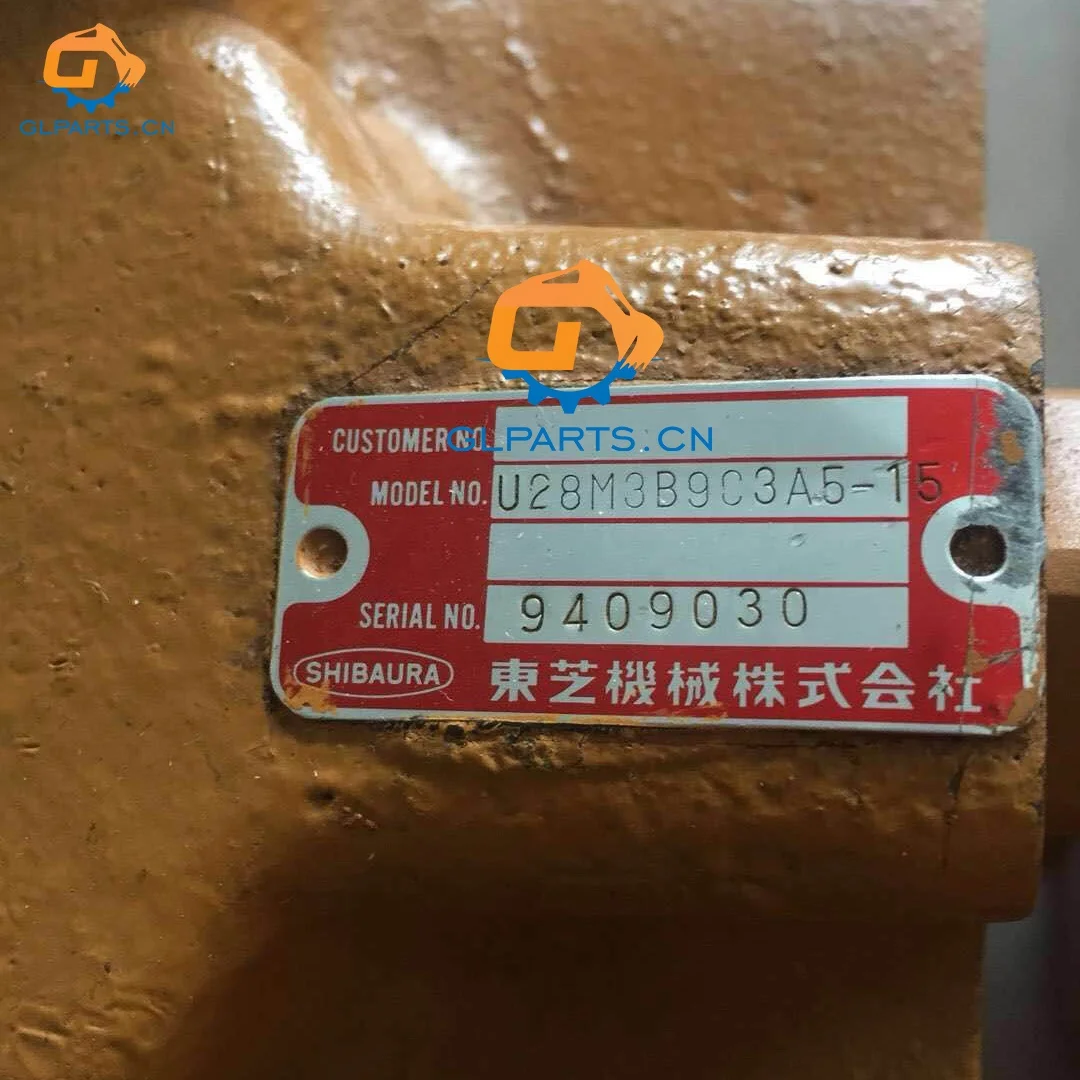 GLPARTS.CN
GLPARTS.CN
CUSTOMER NO.
MODEL NO. U28M3B9C3A5-15
SERIAL NO. 9409030
SHIBAURA 東芝機械株式会社